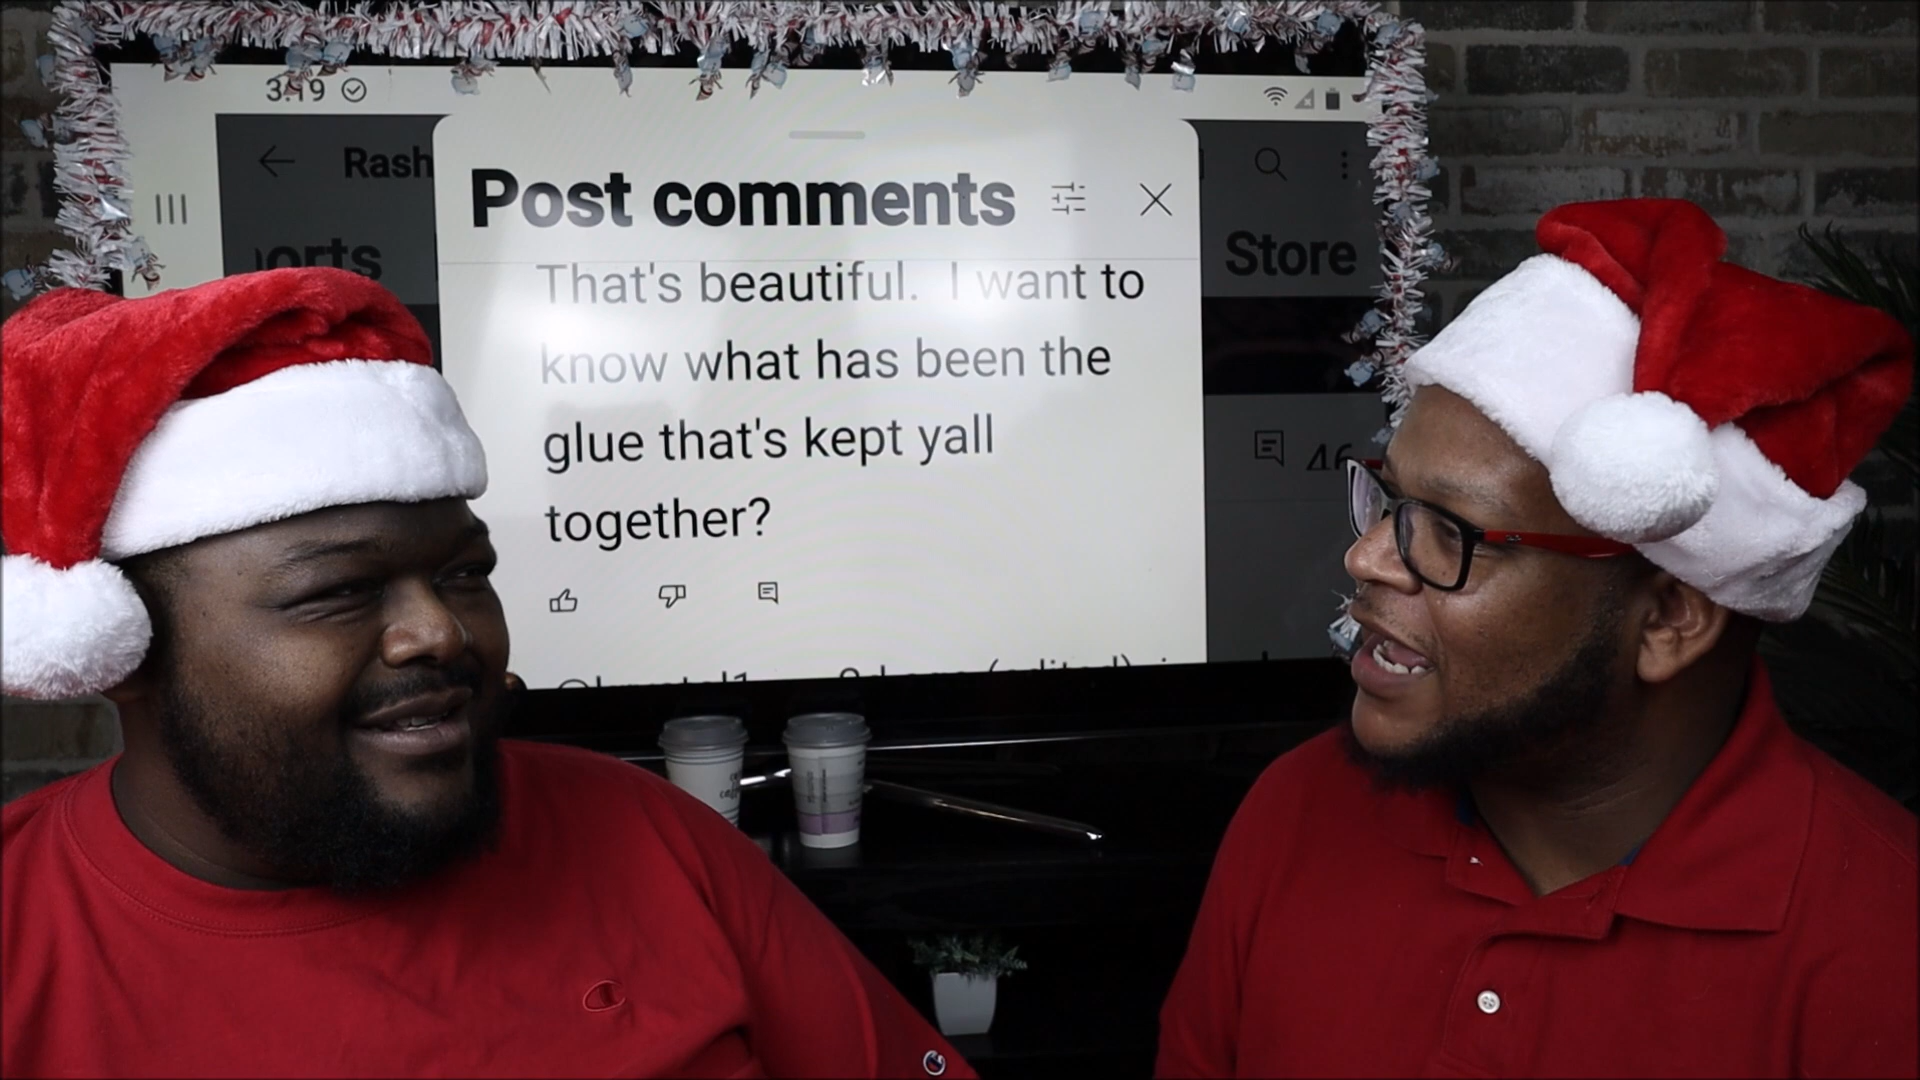 3:19
Rash
Post comments
orts
Store
That's beautiful. I want to
know what has been the
glue that's kept yall
together?
46